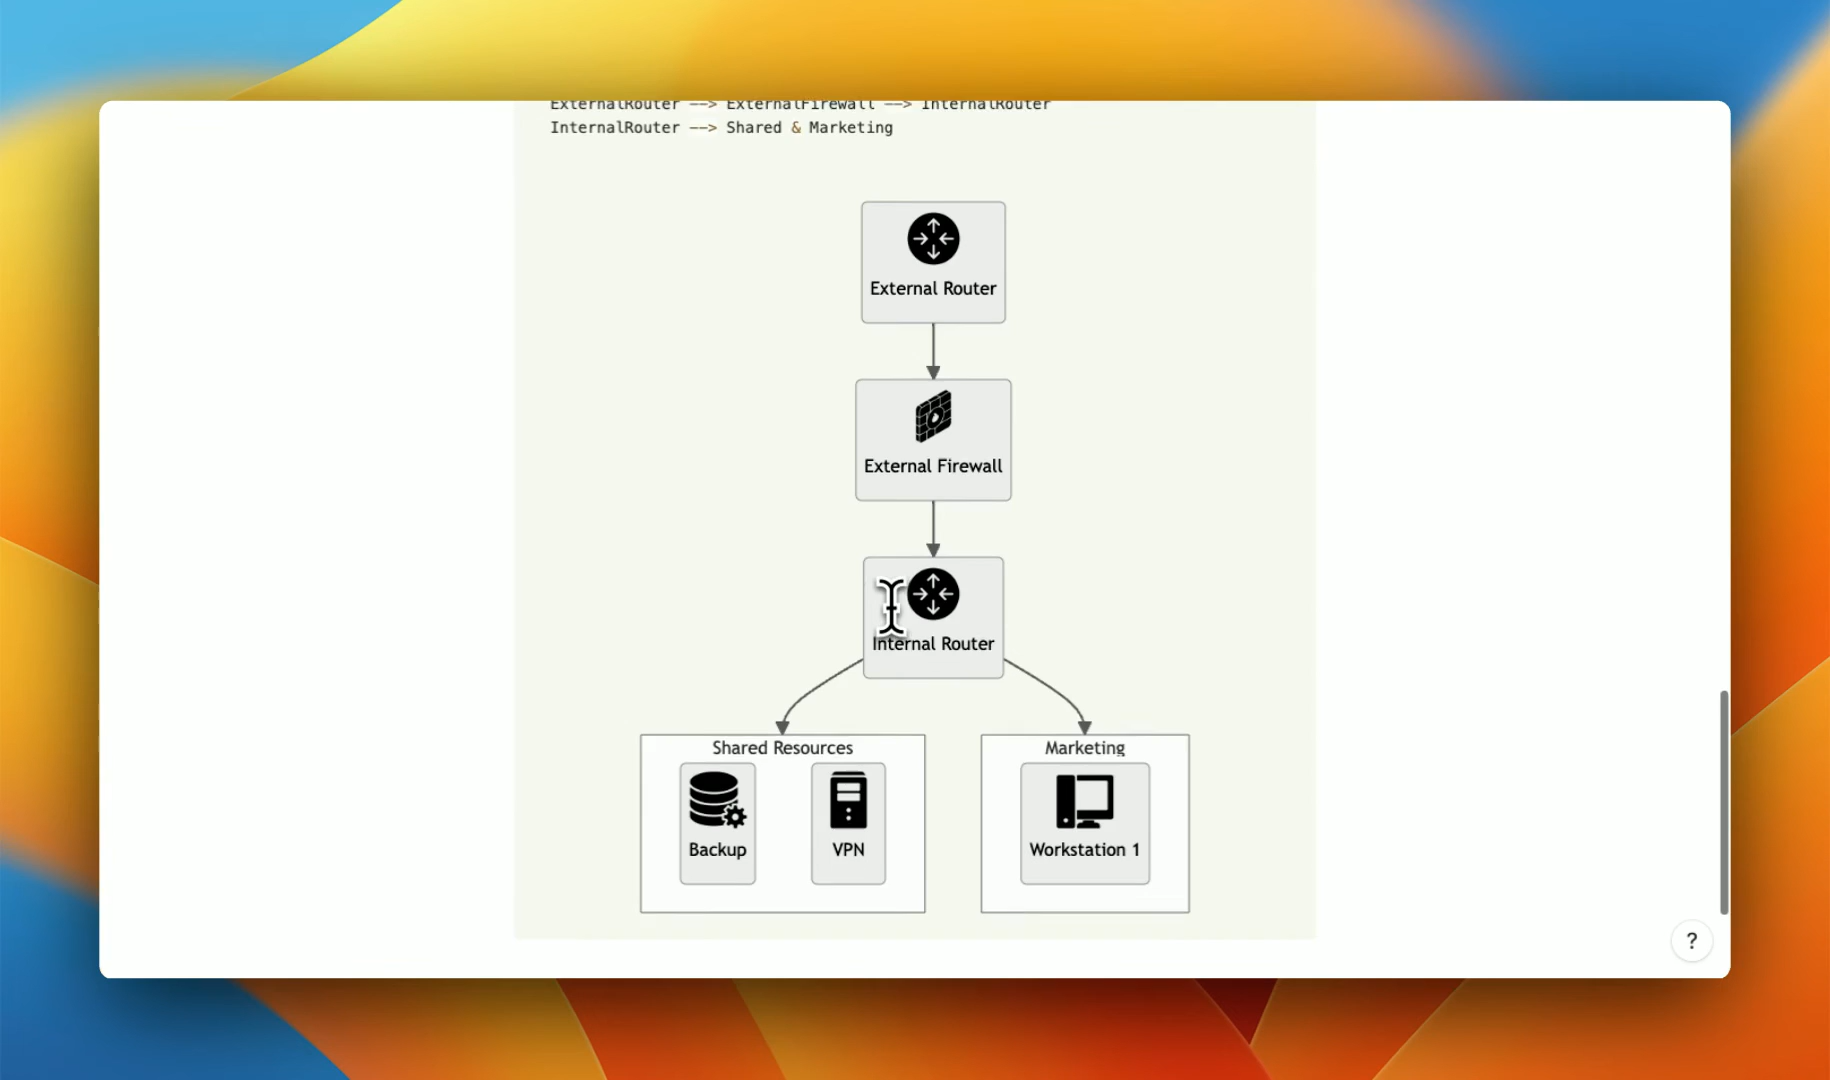 ExternalRouter --> ExternalFirewall --> InternalRouter
InternalRouter --> Shared & Marketing
External Router
External Firewall
Internal Router
Shared Resources
Marketing
Backup
VPN
Workstation 1
?